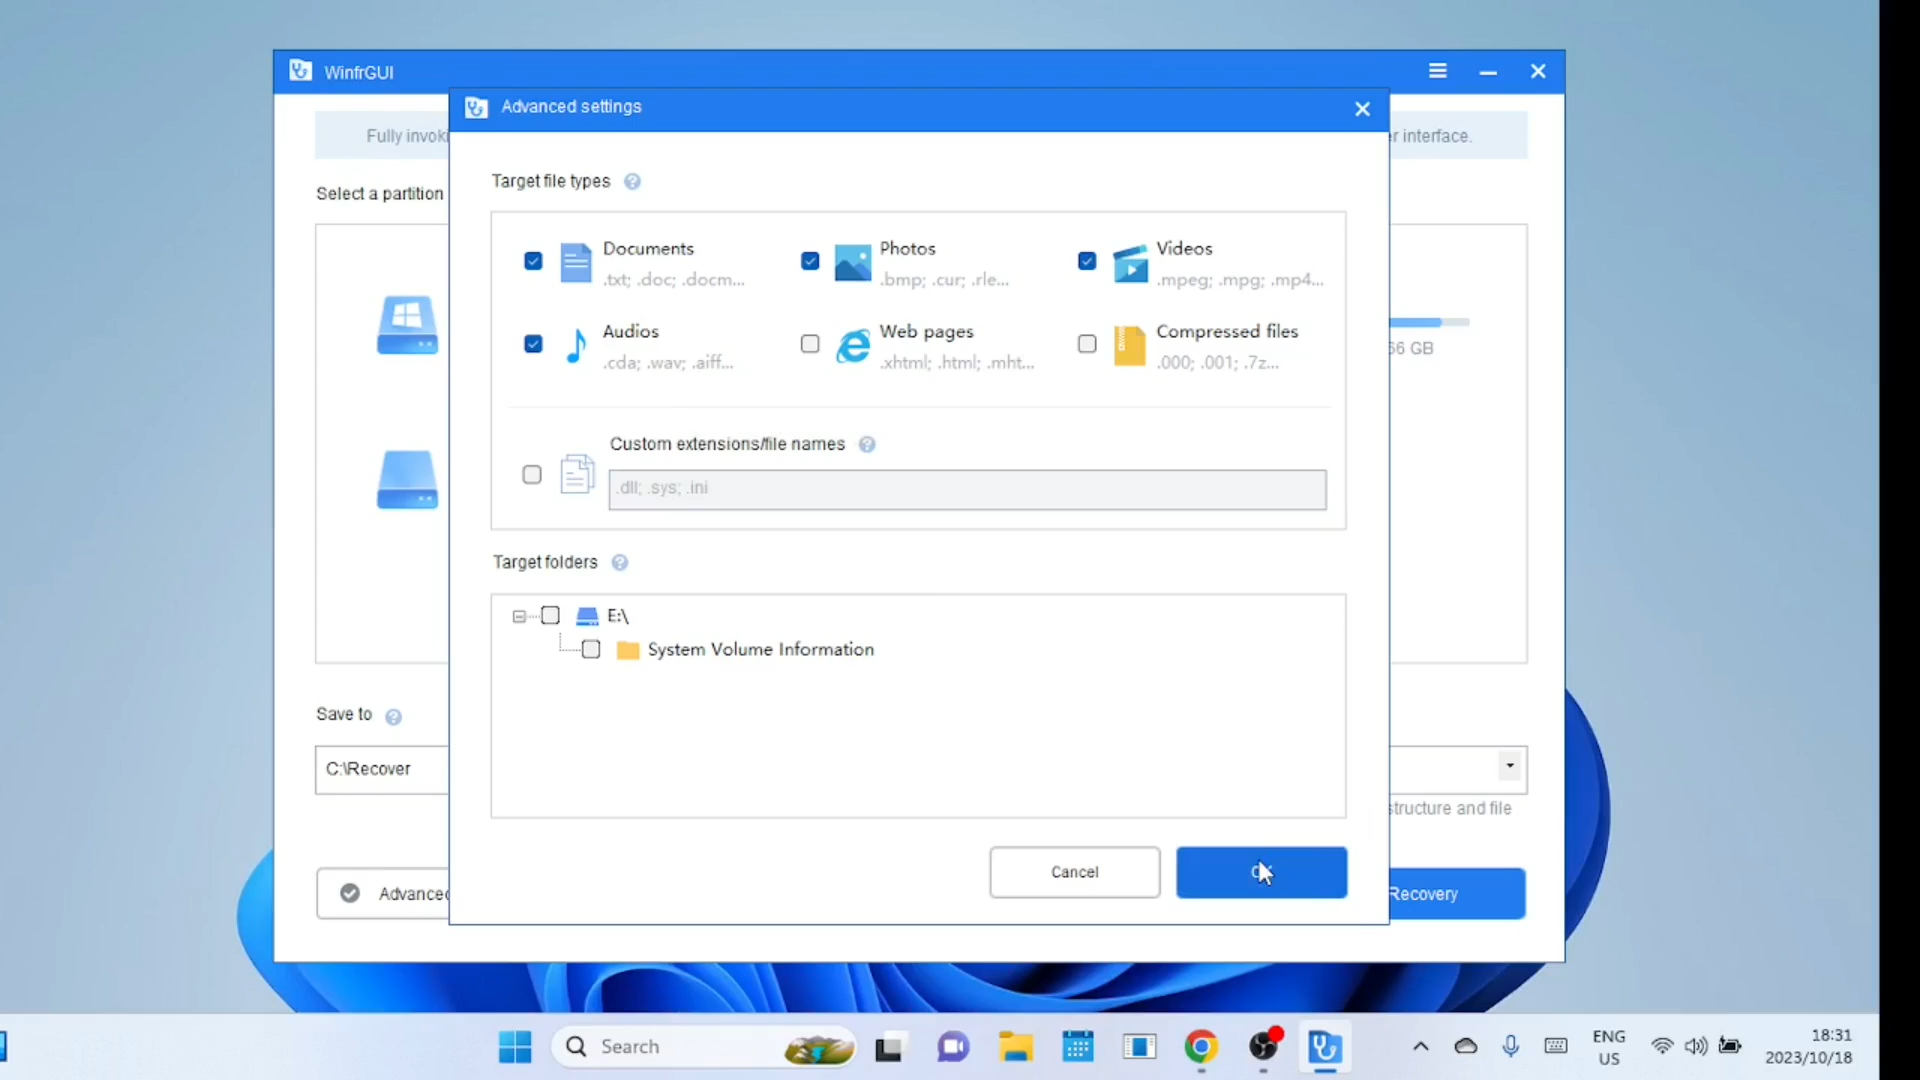 WinfrGUI
Advanced settings
Fully invoki
r interface.
Target file types
Select a partition
Documents
.txt; .doc; .docm...
Photos
.bmp; .cur; .rle...
Videos
.mpeg; .mpg; .mp4...
Audios
.cda; .wav; .aiff...
Web pages
.xhtml; .html; .mht...
Compressed files
.000; .001; .7z...
66 GB
Custom extensions/file names
.dll; .sys; .ini
Target folders
E:\
System Volume Information
Save to
C:\Recover
structure and file
Cancel
Advanced
Recovery
Search
ENG
US
18:31
2023/10/18